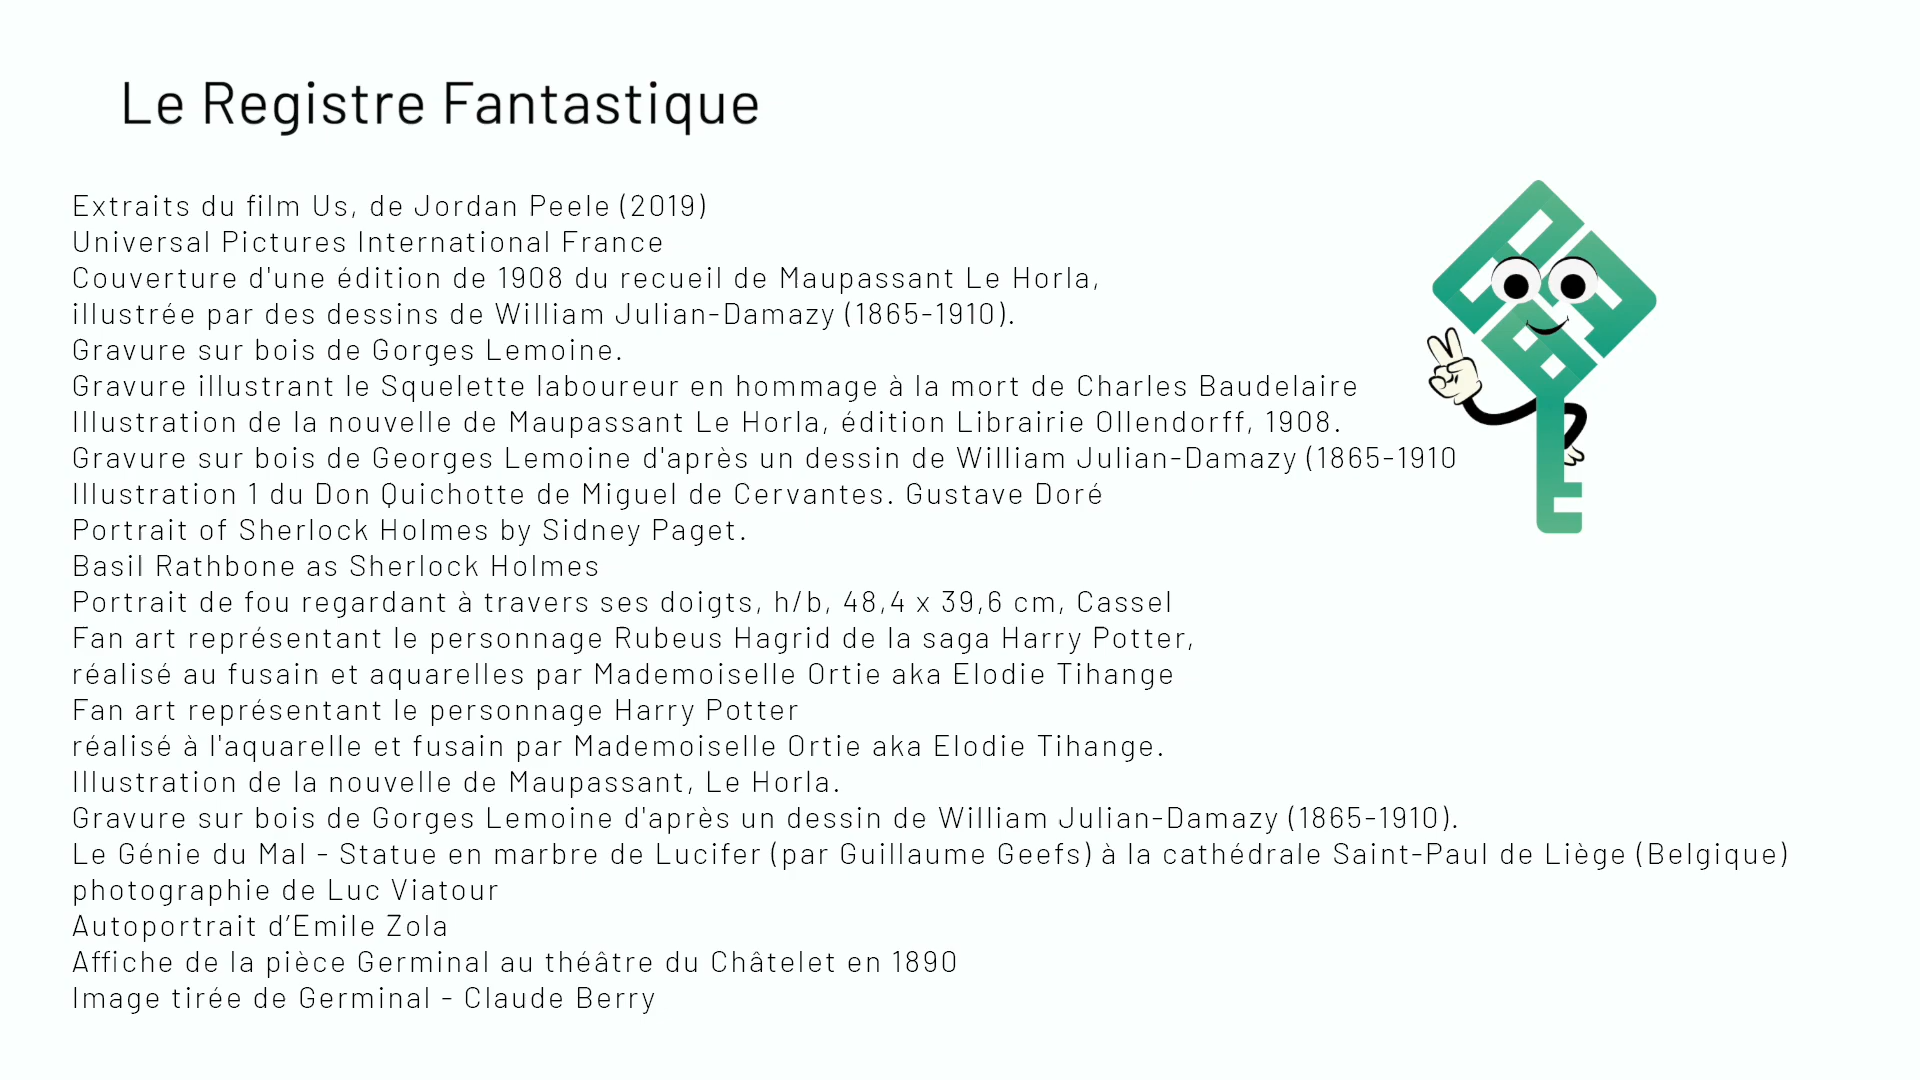 Le Registre Fantastique
Extraits du film Us, de Jordan Peele (2019)
Universal Pictures International France
Couverture d'une édition de 1908 du recueil de Maupassant Le Horla,
illustrée par des dessins de William Julian-Damazy (1865-1910).
Gravure sur bois de Gorges Lemoine.
Gravure illustrant le Squelette laboureur en hommage à la mort de Charles Baudelaire
Illustration de la nouvelle de Maupassant Le Horla, édition Librairie Ollendorff, 1908.
Gravure sur bois de Georges Lemoine d'après un dessin de William Julian-Damazy (1865-1910
Illustration 1 du Don Quichotte de Miguel de Cervantes. Gustave Doré
Portrait of Sherlock Holmes by Sidney Paget.
Basil Rathbone as Sherlock Holmes
Portrait de fou regardant à travers ses doigts, h/b, 48,4 x 39,6 cm, Cassel
Fan art représentant le personnage Rubeus Hagrid de la saga Harry Potter,
réalisé au fusain et aquarelles par Mademoiselle Ortie aka Elodie Tihange
Fan art représentant le personnage Harry Potter
réalisé à l'aquarelle et fusain par Mademoiselle Ortie aka Elodie Tihange.
Illustration de la nouvelle de Maupassant, Le Horla.
Gravure sur bois de Gorges Lemoine d'après un dessin de William Julian-Damazy (1865-1910).
Le Génie du Mal - Statue en marbre de Lucifer (par Guillaume Geefs) à la cathédrale Saint-Paul de Liège (Belgique)
photographie de Luc Viatour
Autoportrait d’Emile Zola
Affiche de la pièce Germinal au théâtre du Châtelet en 1890
Image tirée de Germinal - Claude Berry